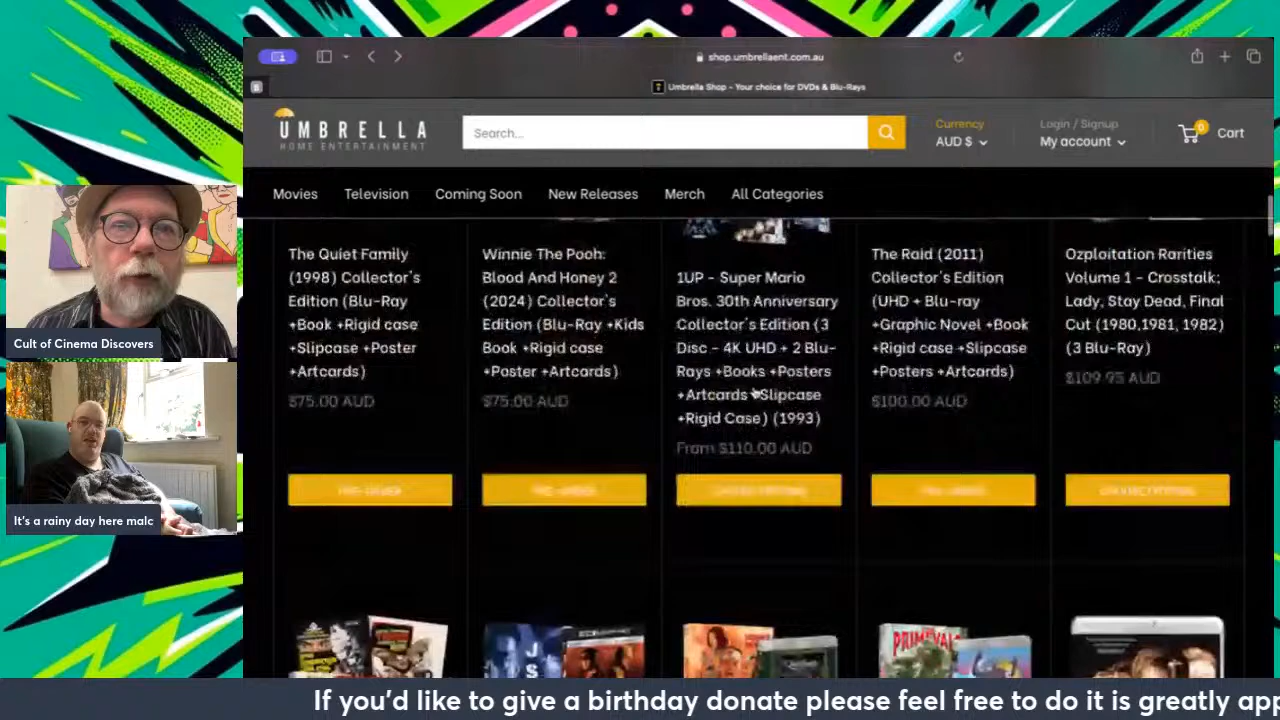 shop.umbrellaent.com.au
Umbrella Shop - Your choice for DVDs & Blu-Rays
UMBRELLA
HOME ENTERTAINMENT
Search...
Currency
AUD $
Login / Signup
My account
0
Cart
Movies
Television
Coming Soon
New Releases
Merch
All Categories
The Quiet Family
(1998) Collector's
Edition (Blu-Ray
+Book +Rigid case
+Slipcase +Poster
+Artcards)
$75.00 AUD
Winnie The Pooh:
Blood And Honey 2
(2024) Collector's
Edition (Blu-Ray +Kids
Book +Rigid case
+Poster +Artcards)
$75.00 AUD
1UP - Super Mario
Bros. 30th Anniversary
Collector's Edition (3
Disc - 4K UHD + 2 Blu-
Rays +Books +Posters
+Artcards +Slipcase
+Rigid Case) (1993)
From $110.00 AUD
The Raid (2011)
Collector's Edition
(UHD + Blu-ray
+Graphic Novel +Book
+Rigid case +Slipcase
+Posters +Artcards)
$100.00 AUD
Ozploitation Rarities
Volume 1 - Crosstalk;
Lady, Stay Dead, Final
Cut (1980,1981, 1982)
(3 Blu-Ray)
$109.95 AUD
PRIMEVALS
Cult of Cinema Discovers
It's a rainy day here malc
If you'd like to give a birthday donate please feel free to do it is greatly app